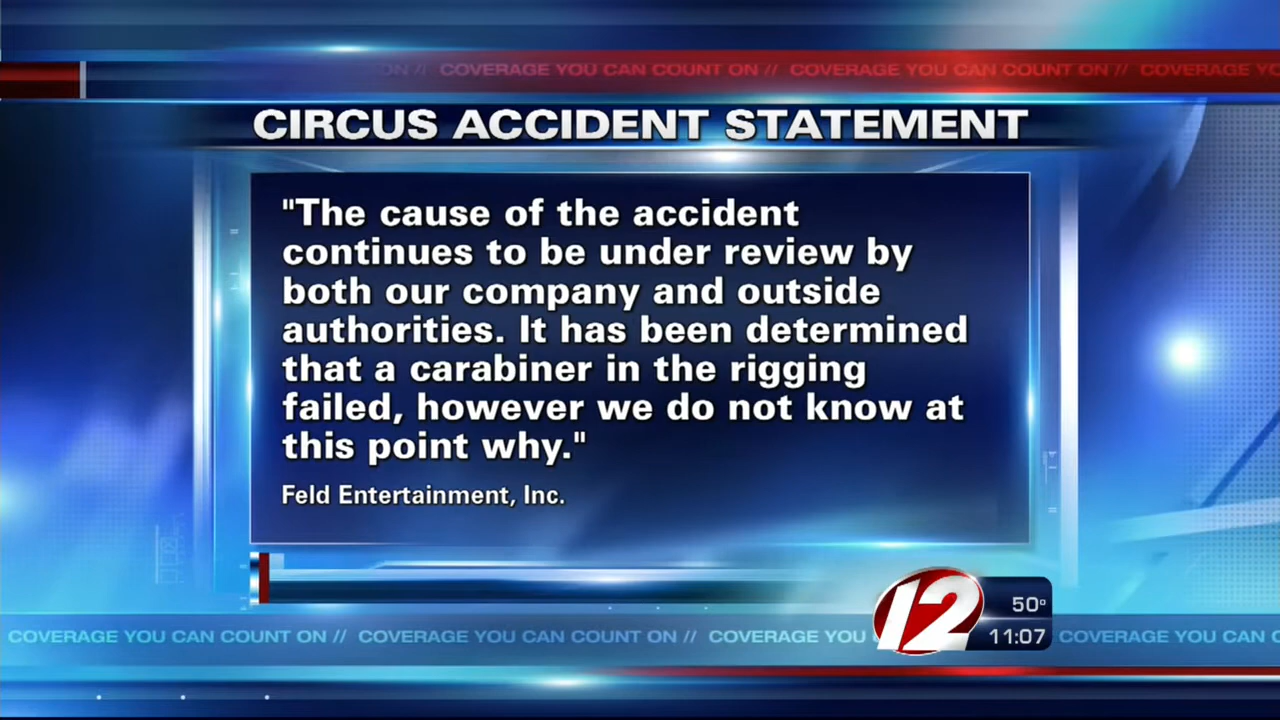 COVERAGE YOU CAN COUNT ON // COVERAGE YOU CAN COUNT ON // COVERAGE
CIRCUS ACCIDENT STATEMENT
"The cause of the accident
continues to be under review by
both our company and outside
authorities. It has been determined
that a carabiner in the rigging
failed, however we do not know at
this point why."
Feld Entertainment, Inc.
12
50°
11:07
COVERAGE YOU CAN COUNT ON // COVERAGE YOU CAN COUNT ON // COVERAGE YOU COVERAGE YOU CAN